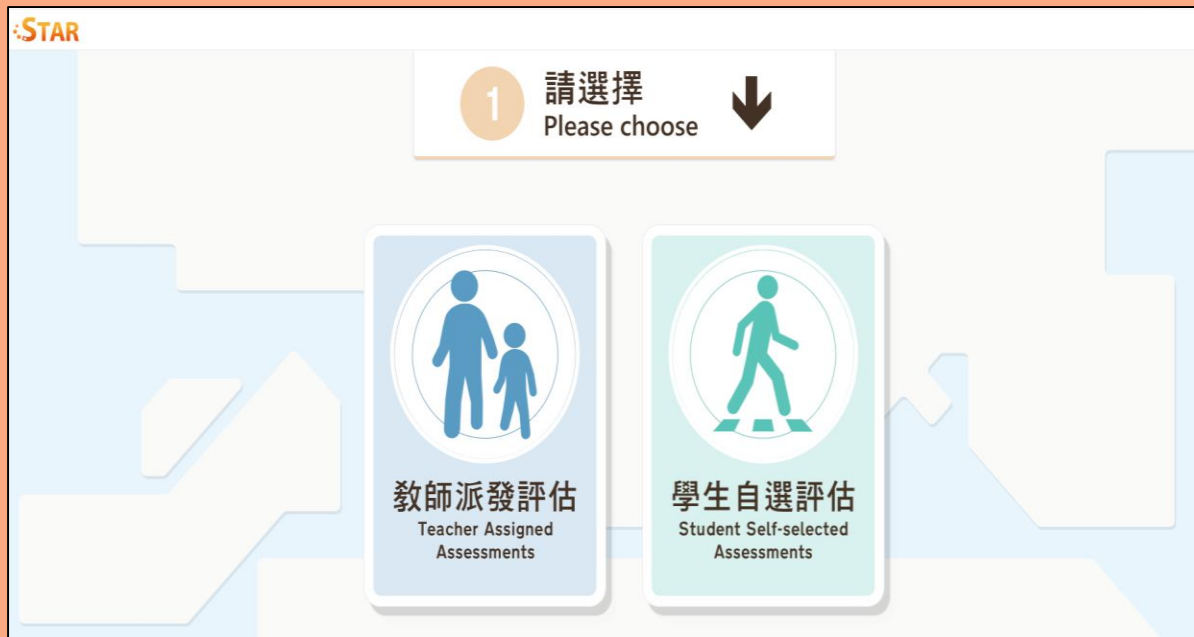 STAR
1
請選擇
Please choose
教師派發評估
Teacher Assigned
Assessments
學生自選評估
Student Self-selected
Assessments